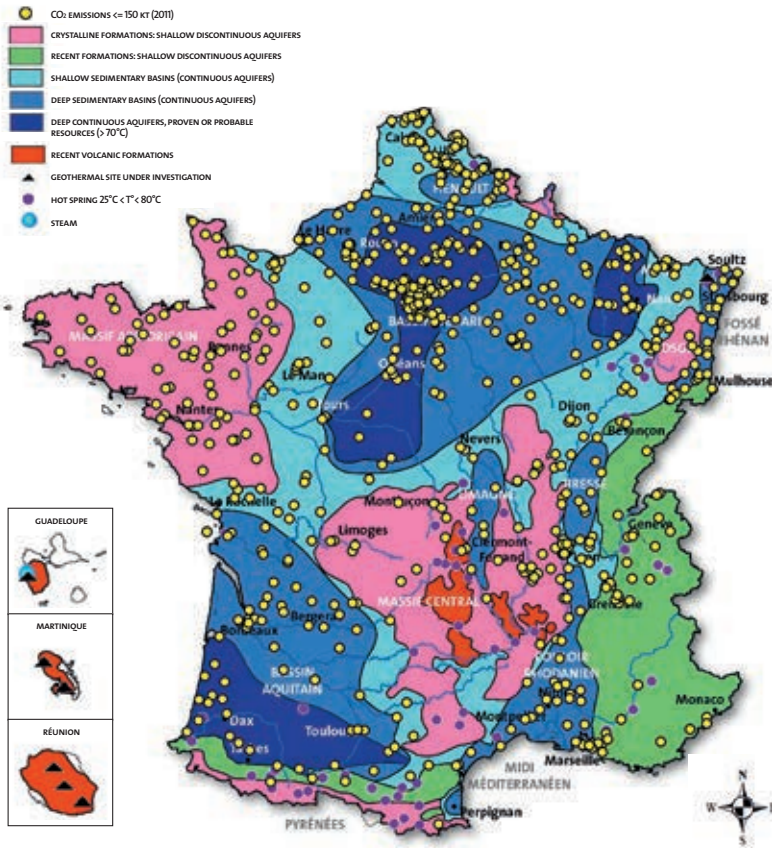 CO2 EMISSIONS <= 150 KT (2011)
CRYSTALLINE FORMATIONS: SHALLOW DISCONTINUOUS AQUIFERS
RECENT FORMATIONS: SHALLOW DISCONTINUOUS AQUIFERS
SHALLOW SEDIMENTARY BASINS (CONTINUOUS AQUIFERS)
DEEP SEDIMENTARY BASINS (CONTINUOUS AQUIFERS)
DEEP CONTINUOUS AQUIFERS, PROVEN OR PROBABLE
RESOURCES (> 70°C)
RECENT VOLCANIC FORMATIONS
GEOTHERMAL SITE UNDER INVESTIGATION
HOT SPRING 25°C < T°< 80°C
STEAM
Le Havre
Soultz
Strasbourg
FOSSÉ
RHÉNAN
Rennes
Orléans
Le Mans
Mulhouse
Nantes
Dijon
Besançon
Nevers
BRESSE
La Rochelle
Montluçon
Genève
Limoges
Clermont-
Ferrand
GUADELOUPE
MASSIF CENTRAL
Grenoble
Bordeaux
MARTINIQUE
BASSIN
AQUITAIN
Montpellier
Monaco
Dax
RÉUNION
Marseille
MIDI
MÉDITERRANÉEN
Perpignan
PYRÉNÉES
N
W
S